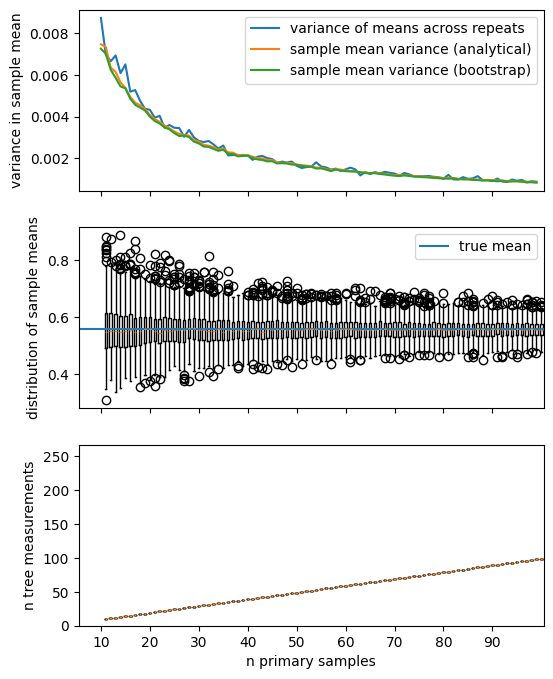 variance in sample mean
0.008
0.006
0.004
0.002
variance of means across repeats
sample mean variance (analytical)
sample mean variance (bootstrap)
distribution of sample means
0.8
0.6
0.4
true mean
n tree measurements
250
200
150
100
50
0
10 20 30 40 50 60 70 80 90
n primary samples